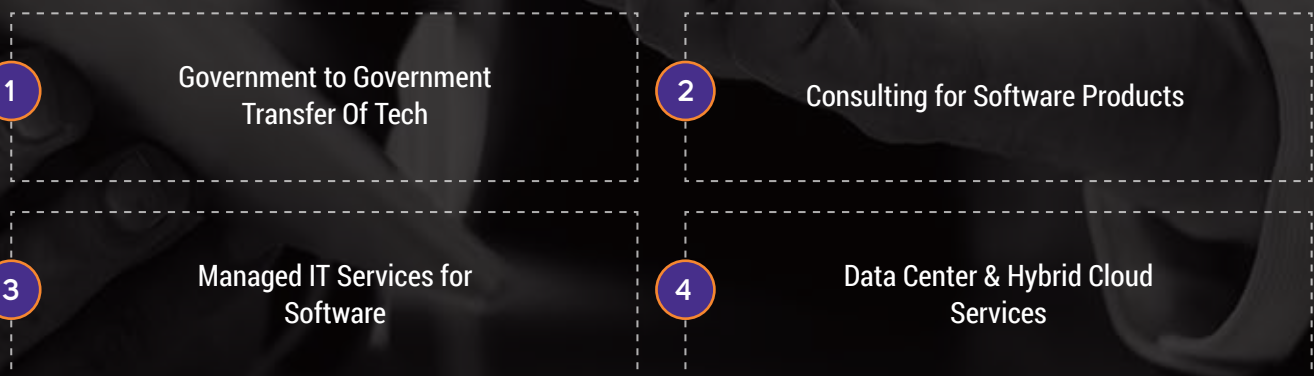 1
Government to Government
Transfer Of Tech
2
Consulting for Software Products
3
Managed IT Services for
Software
4
Data Center & Hybrid Cloud
Services